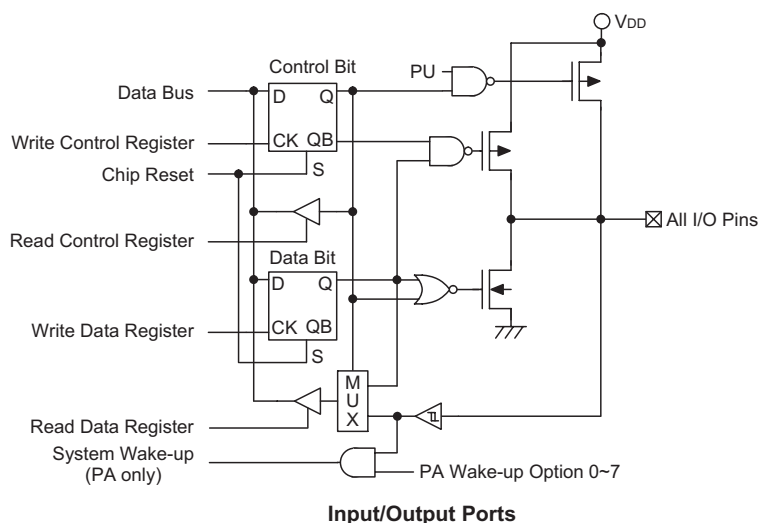 VDD
Control Bit
PU
Data Bus
D
Q
Write Control Register
CK
QB
Chip Reset
S
All I/O Pins
Read Control Register
Data Bit
D
Q
Write Data Register
CK
QB
S
M
U
X
Read Data Register
System Wake-up
(PA only)
PA Wake-up Option 0~7
Input/Output Ports